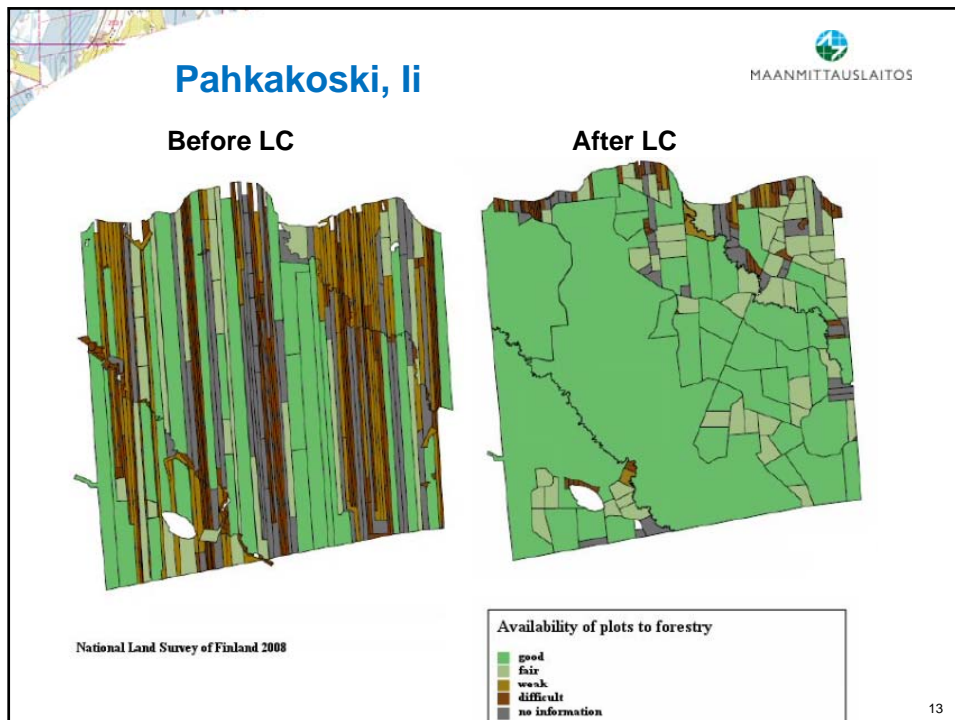 Pahkakoski, Ii
MAANMITTAUSLAITOS
Before LC
After LC
National Land Survey of Finland 2008
Availability of plots to forestry
good
fair
weak
difficult
no information
13